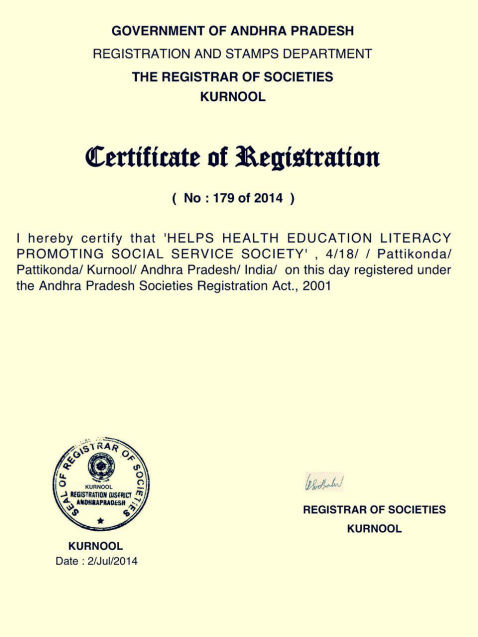 GOVERNMENT OF ANDHRA PRADESH
REGISTRATION AND STAMPS DEPARTMENT
THE REGISTRAR OF SOCIETIES
KURNOOL
Certificate of Registration
( No : 179 of 2014 )
I hereby certify that 'HELPS HEALTH EDUCATION LITERACY
PROMOTING SOCIAL SERVICE SOCIETY' , 4/18/ / Pattikonda/
Pattikonda/ Kurnool/ Andhra Pradesh/ India/ on this day registered under
the Andhra Pradesh Societies Registration Act., 2001
SEAL OF REGISTRAR OF SOCIETIES
KURNOOL
REGISTRATION DISTRICT
ANDHRAPRADESH
REGISTRAR OF SOCIETIES
KURNOOL
KURNOOL
Date : 2/Jul/2014